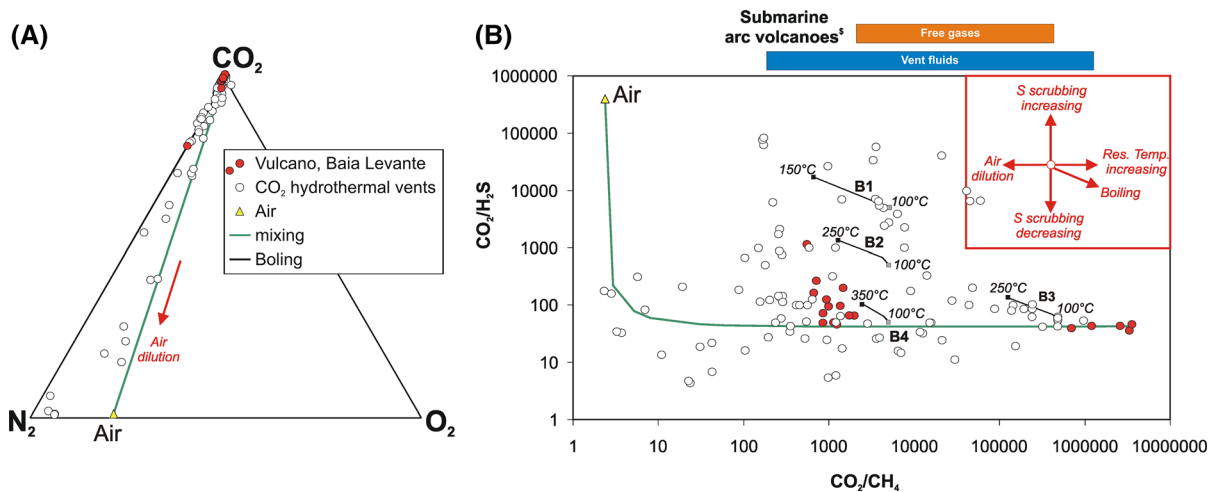 (A)
CO2
Vulcano, Baia Levante
CO2 hydrothermal vents
Air
mixing
Boling
Air
dilution
N2
Air
O2
(B)
Submarine
arc volcanoes$
Free gases
Vent fluids
1000000
100000
10000
1000
100
10
1
CO2/H2S
Air
S scrubbing
increasing
Air
dilution
Res. Temp.
increasing
Boiling
S scrubbing
decreasing
150°C
B1
100°C
250°C
B2
100°C
350°C
100°C
B4
250°C
B3
100°C
1
10
100
1000
10000
100000
1000000
10000000
CO2/CH4